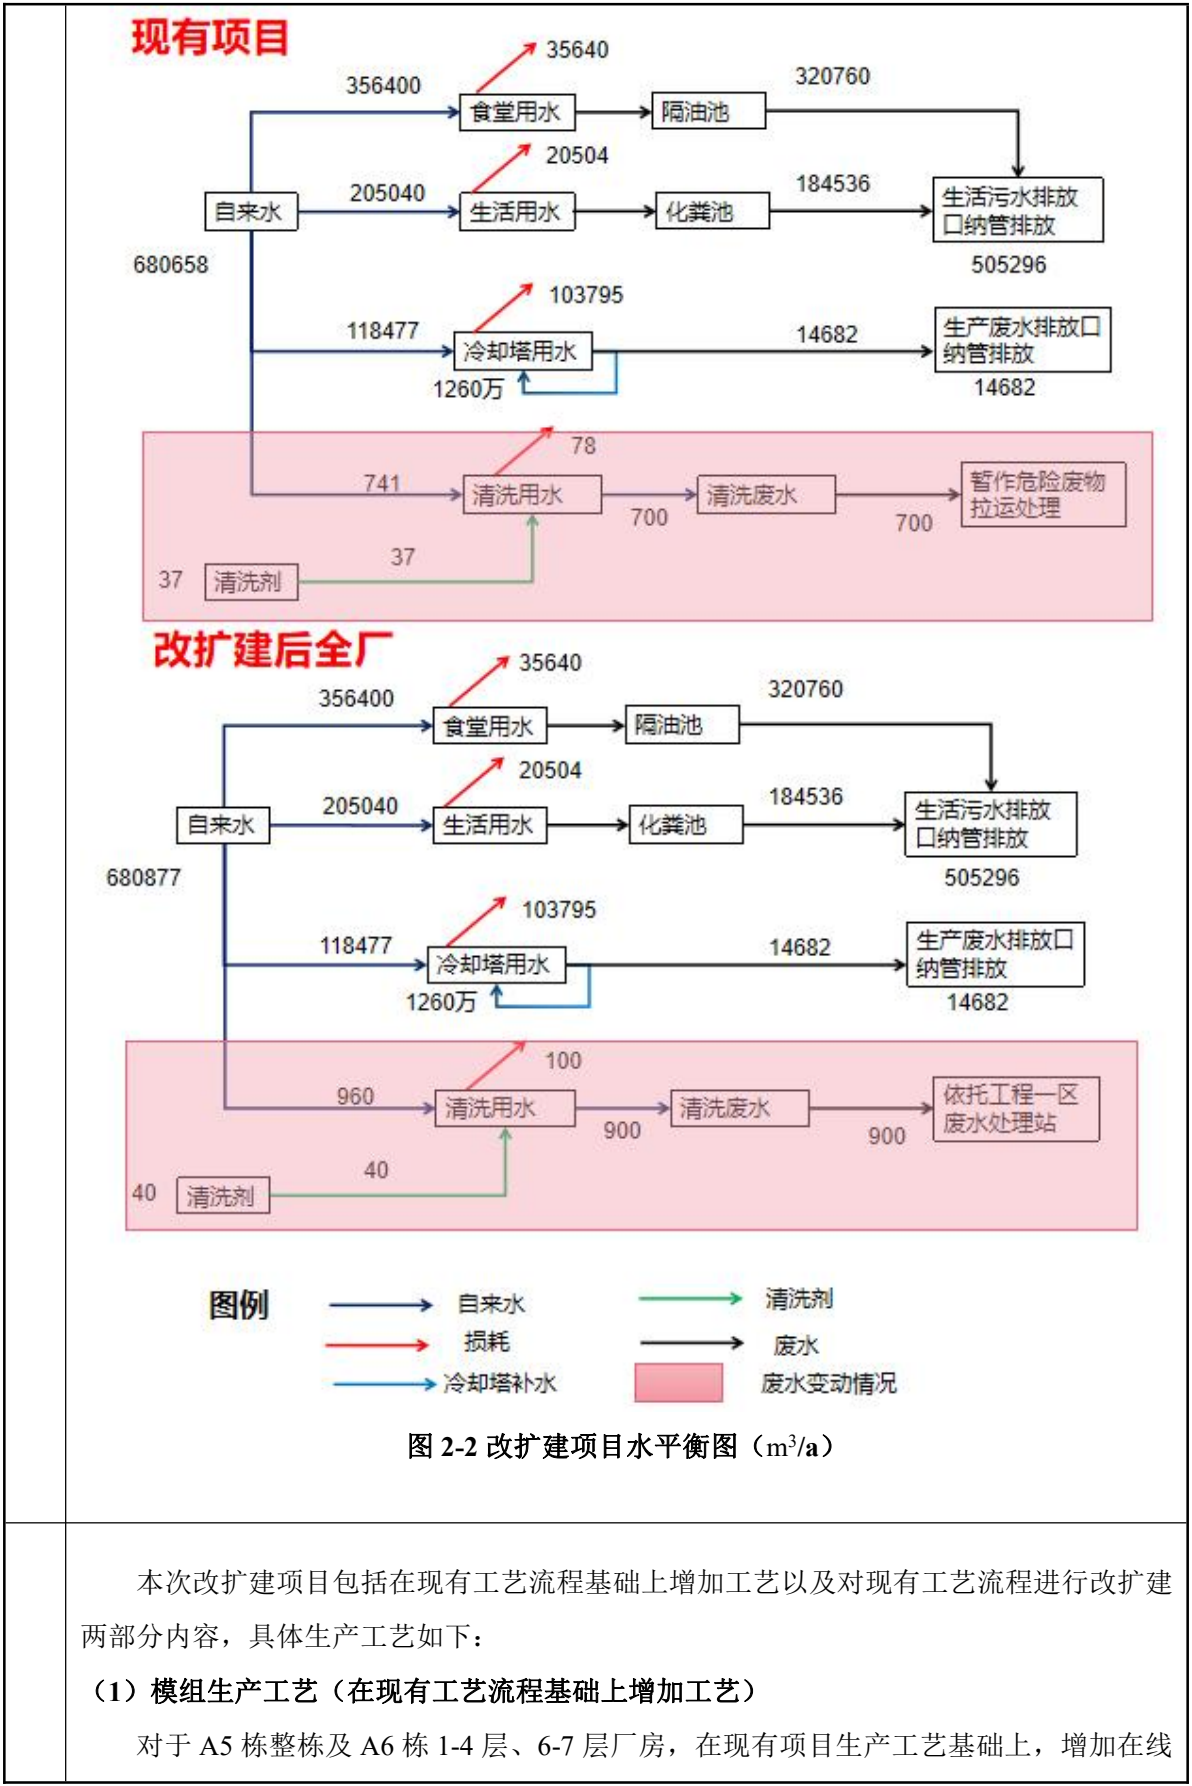 现有项目
35640
356400
320760
食堂用水
隔油池
20504
205040
184536
自来水
生活用水
化粪池
生活污水排放
口纳管排放
680658
505296
103795
118477
14682
冷却塔用水
生产废水排放口
纳管排放
1260万
14682
78
741
清洗用水
清洗废水
暂作危险废物
拉运处理
700
700
37
37
清洗剂
改扩建后全厂
35640
356400
320760
食堂用水
隔油池
20504
205040
184536
自来水
生活用水
化粪池
生活污水排放
口纳管排放
680877
505296
103795
118477
14682
冷却塔用水
生产废水排放口
纳管排放
1260万
14682
100
960
清洗用水
清洗废水
依托工程一区
废水处理站
900
900
40
40
清洗剂
图例
自来水
清洗剂
损耗
废水
冷却塔补水
废水变动情况
图 2-2 改扩建项目水平衡图（m³/a）
本次改扩建项目包括在现有工艺流程基础上增加工艺以及对现有工艺流程进行改扩建
两部分内容，具体生产工艺如下：
（1）模组生产工艺（在现有工艺流程基础上增加工艺）
对于 A5 栋整栋及 A6 栋 1-4 层、6-7 层厂房，在现有项目生产工艺基础上，增加在线